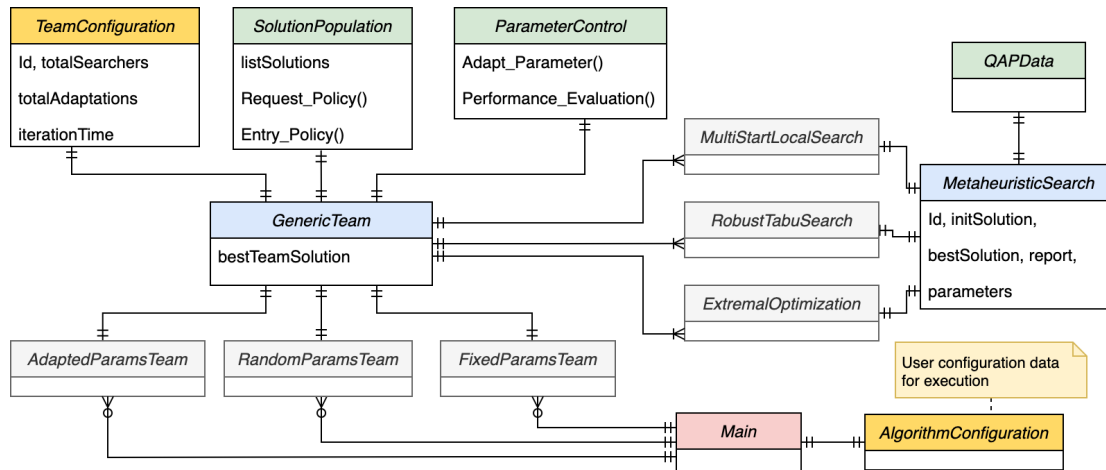 TeamConfiguration
Id, totalSearchers
totalAdaptations
iterationTime
SolutionPopulation
listSolutions
Request_Policy()
Entry_Policy()
ParameterControl
Adapt_Parameter()
Performance_Evaluation()
QAPData
MultiStartLocalSearch
MetaheuristicSearch
Id, initSolution,
bestSolution, report,
parameters
GenericTeam
bestTeamSolution
RobustTabuSearch
ExtremalOptimization
AdaptedParamsTeam
RandomParamsTeam
FixedParamsTeam
User configuration data
for execution
Main
AlgorithmConfiguration